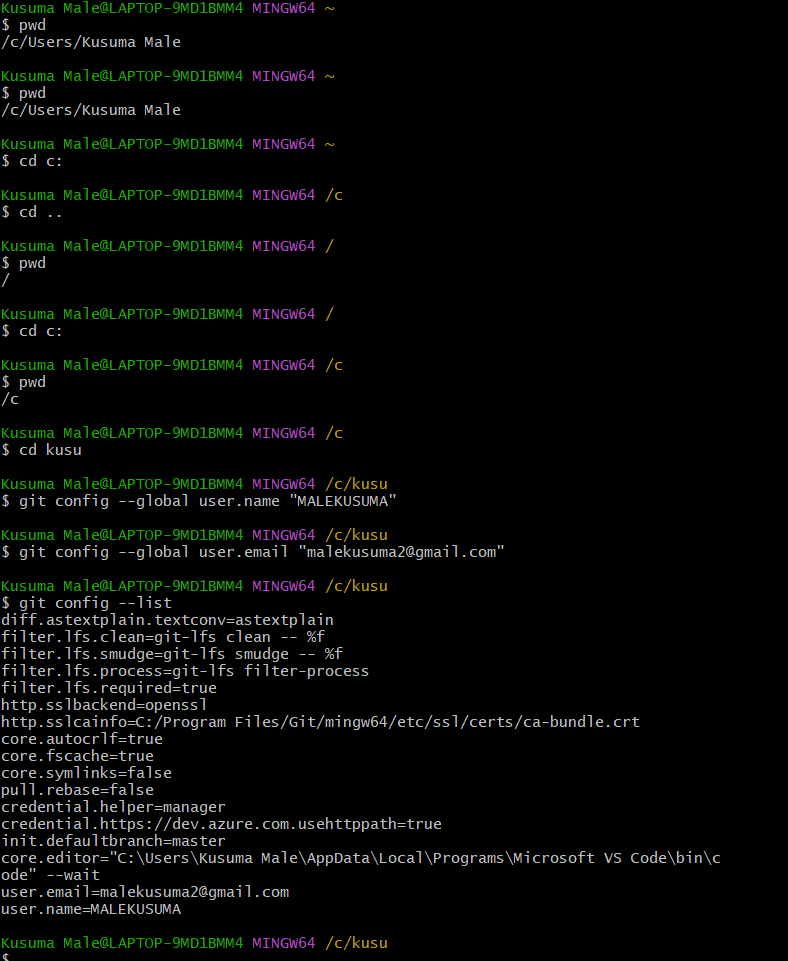 Kusuma Male@LAPTOP-9MD1BMM4 MINGW64 ~
$ pwd
/c/Users/Kusuma Male
Kusuma Male@LAPTOP-9MD1BMM4 MINGW64 ~
$ pwd
/c/Users/Kusuma Male
Kusuma Male@LAPTOP-9MD1BMM4 MINGW64 ~
$ cd c:
Kusuma Male@LAPTOP-9MD1BMM4 MINGW64 /c
$ cd ..
Kusuma Male@LAPTOP-9MD1BMM4 MINGW64 /
$ pwd
/
Kusuma Male@LAPTOP-9MD1BMM4 MINGW64 /
$ cd c:
Kusuma Male@LAPTOP-9MD1BMM4 MINGW64 /c
$ pwd
/c
Kusuma Male@LAPTOP-9MD1BMM4 MINGW64 /c
$ cd kusu
Kusuma Male@LAPTOP-9MD1BMM4 MINGW64 /c/kusu
$ git config --global user.name "MALEKUSUMA"
Kusuma Male@LAPTOP-9MD1BMM4 MINGW64 /c/kusu
$ git config --global user.email "malekusuma2@gmail.com"
Kusuma Male@LAPTOP-9MD1BMM4 MINGW64 /c/kusu
$ git config --list
diff.astextplain.textconv=astextplain
filter.lfs.clean=git-lfs clean -- %f
filter.lfs.smudge=git-lfs smudge -- %f
filter.lfs.process=git-lfs filter-process
filter.lfs.required=true
http.sslbackend=openssl
http.sslcainfo=C:/Program Files/Git/mingw64/etc/ssl/certs/ca-bundle.crt
core.autocrlf=true
core.fscache=true
core.symlinks=false
pull.rebase=false
credential.helper=manager
credential.https://dev.azure.com.usehttppath=true
init.defaultbranch=master
core.editor="C:\Users\Kusuma Male\AppData\Local\Programs\Microsoft VS Code\bin\c
ode" --wait
user.email=malekusuma2@gmail.com
user.name=MALEKUSUMA
Kusuma Male@LAPTOP-9MD1BMM4 MINGW64 /c/kusu
$